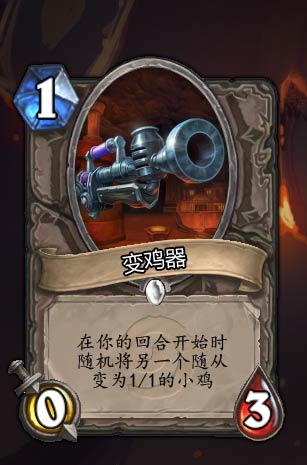 1
变鸡器
在你的回合开始时
随机将另一个随从
变为1/1的小鸡
0
3